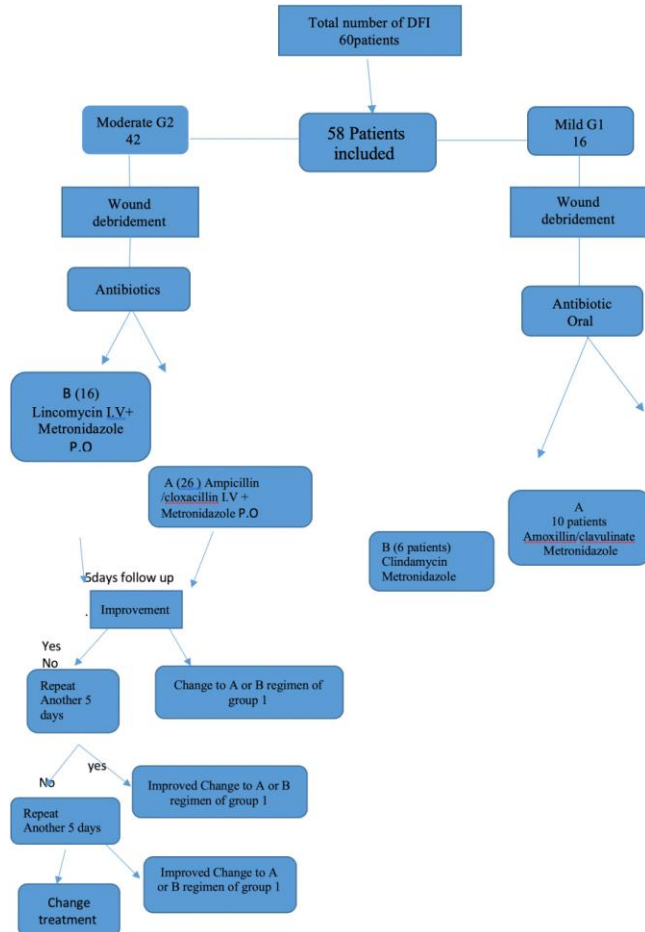 Total number of DFI
60patients
Moderate G2
42
58 Patients
included
Mild G1
16
Wound
debridement
Wound
debridement
Antibiotics
Antibiotic
Oral
B (16)
Lincomycin I.V+
Metronidazole
P.O
A (26 ) Ampicillin
/cloxacillin I.V +
Metronidazole P.O
B (6 patients)
Clindamycin
Metronidazole
A
10 patients
Amoxillin/clavulinate
Metronidazole
5days follow up
.
Improvement
Yes
No
Repeat
Another 5
days
Change to A or B regimen of
group 1
No
yes
Improved Change to A or B
regimen of group 1
Repeat
Another 5 days
Improved Change to A
or B regimen of group 1
Change
treatment